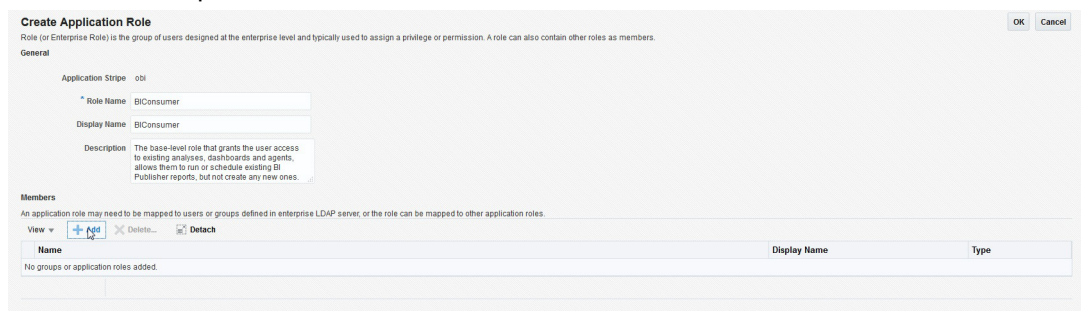 Create Application Role
OK Cancel
Role (or Enterprise Role) is the group of users designed at the enterprise level and typically used to assign a privilege or permission. A role can also contain other roles as members.
General
Application Stripe obi
* Role Name BIConsumer
Display Name BIConsumer
Description The base-level role that grants the user access
to existing analyses, dashboards and agents,
allows them to run or schedule existing BI
Publisher reports, but not create any new ones.
Members
An application role may need to be mapped to users or groups defined in enterprise LDAP server, or the role can be mapped to other application roles.
View Add Delete... Detach
Name Display Name Type
No groups or application roles added.